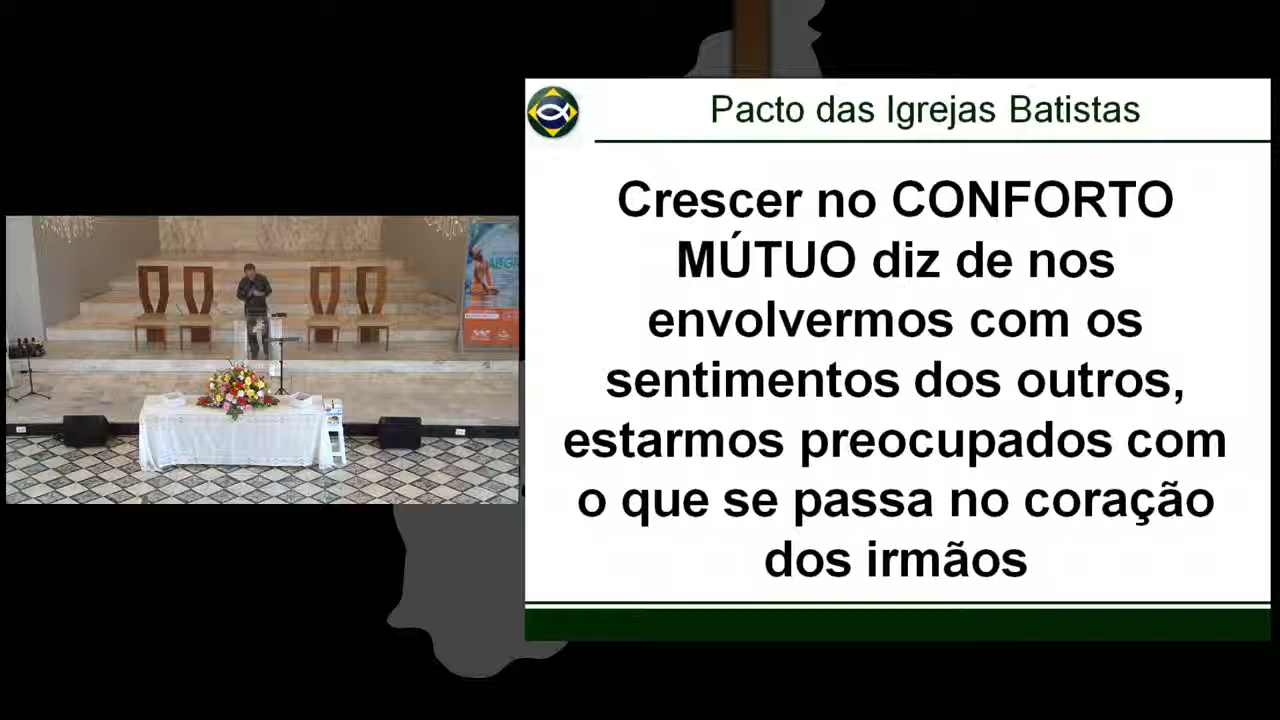 Pacto das Igrejas Batistas
Crescer no CONFORTO
MÚTUO diz de nos
envolvermos com os
sentimentos dos outros,
estarmos preocupados com
o que se passa no coração
dos irmãos